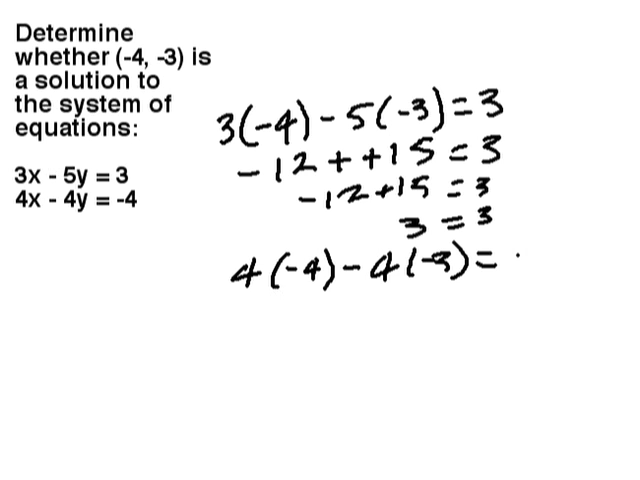 Determine
whether (-4, -3) is
a solution to
the system of
equations:
3x - 5y = 3
4x - 4y = -4
3(-4) - 5(-3) = 3
-12 + +15 = 3
-12 +15 = 3
3 = 3
4(-4) - 4(-3) =